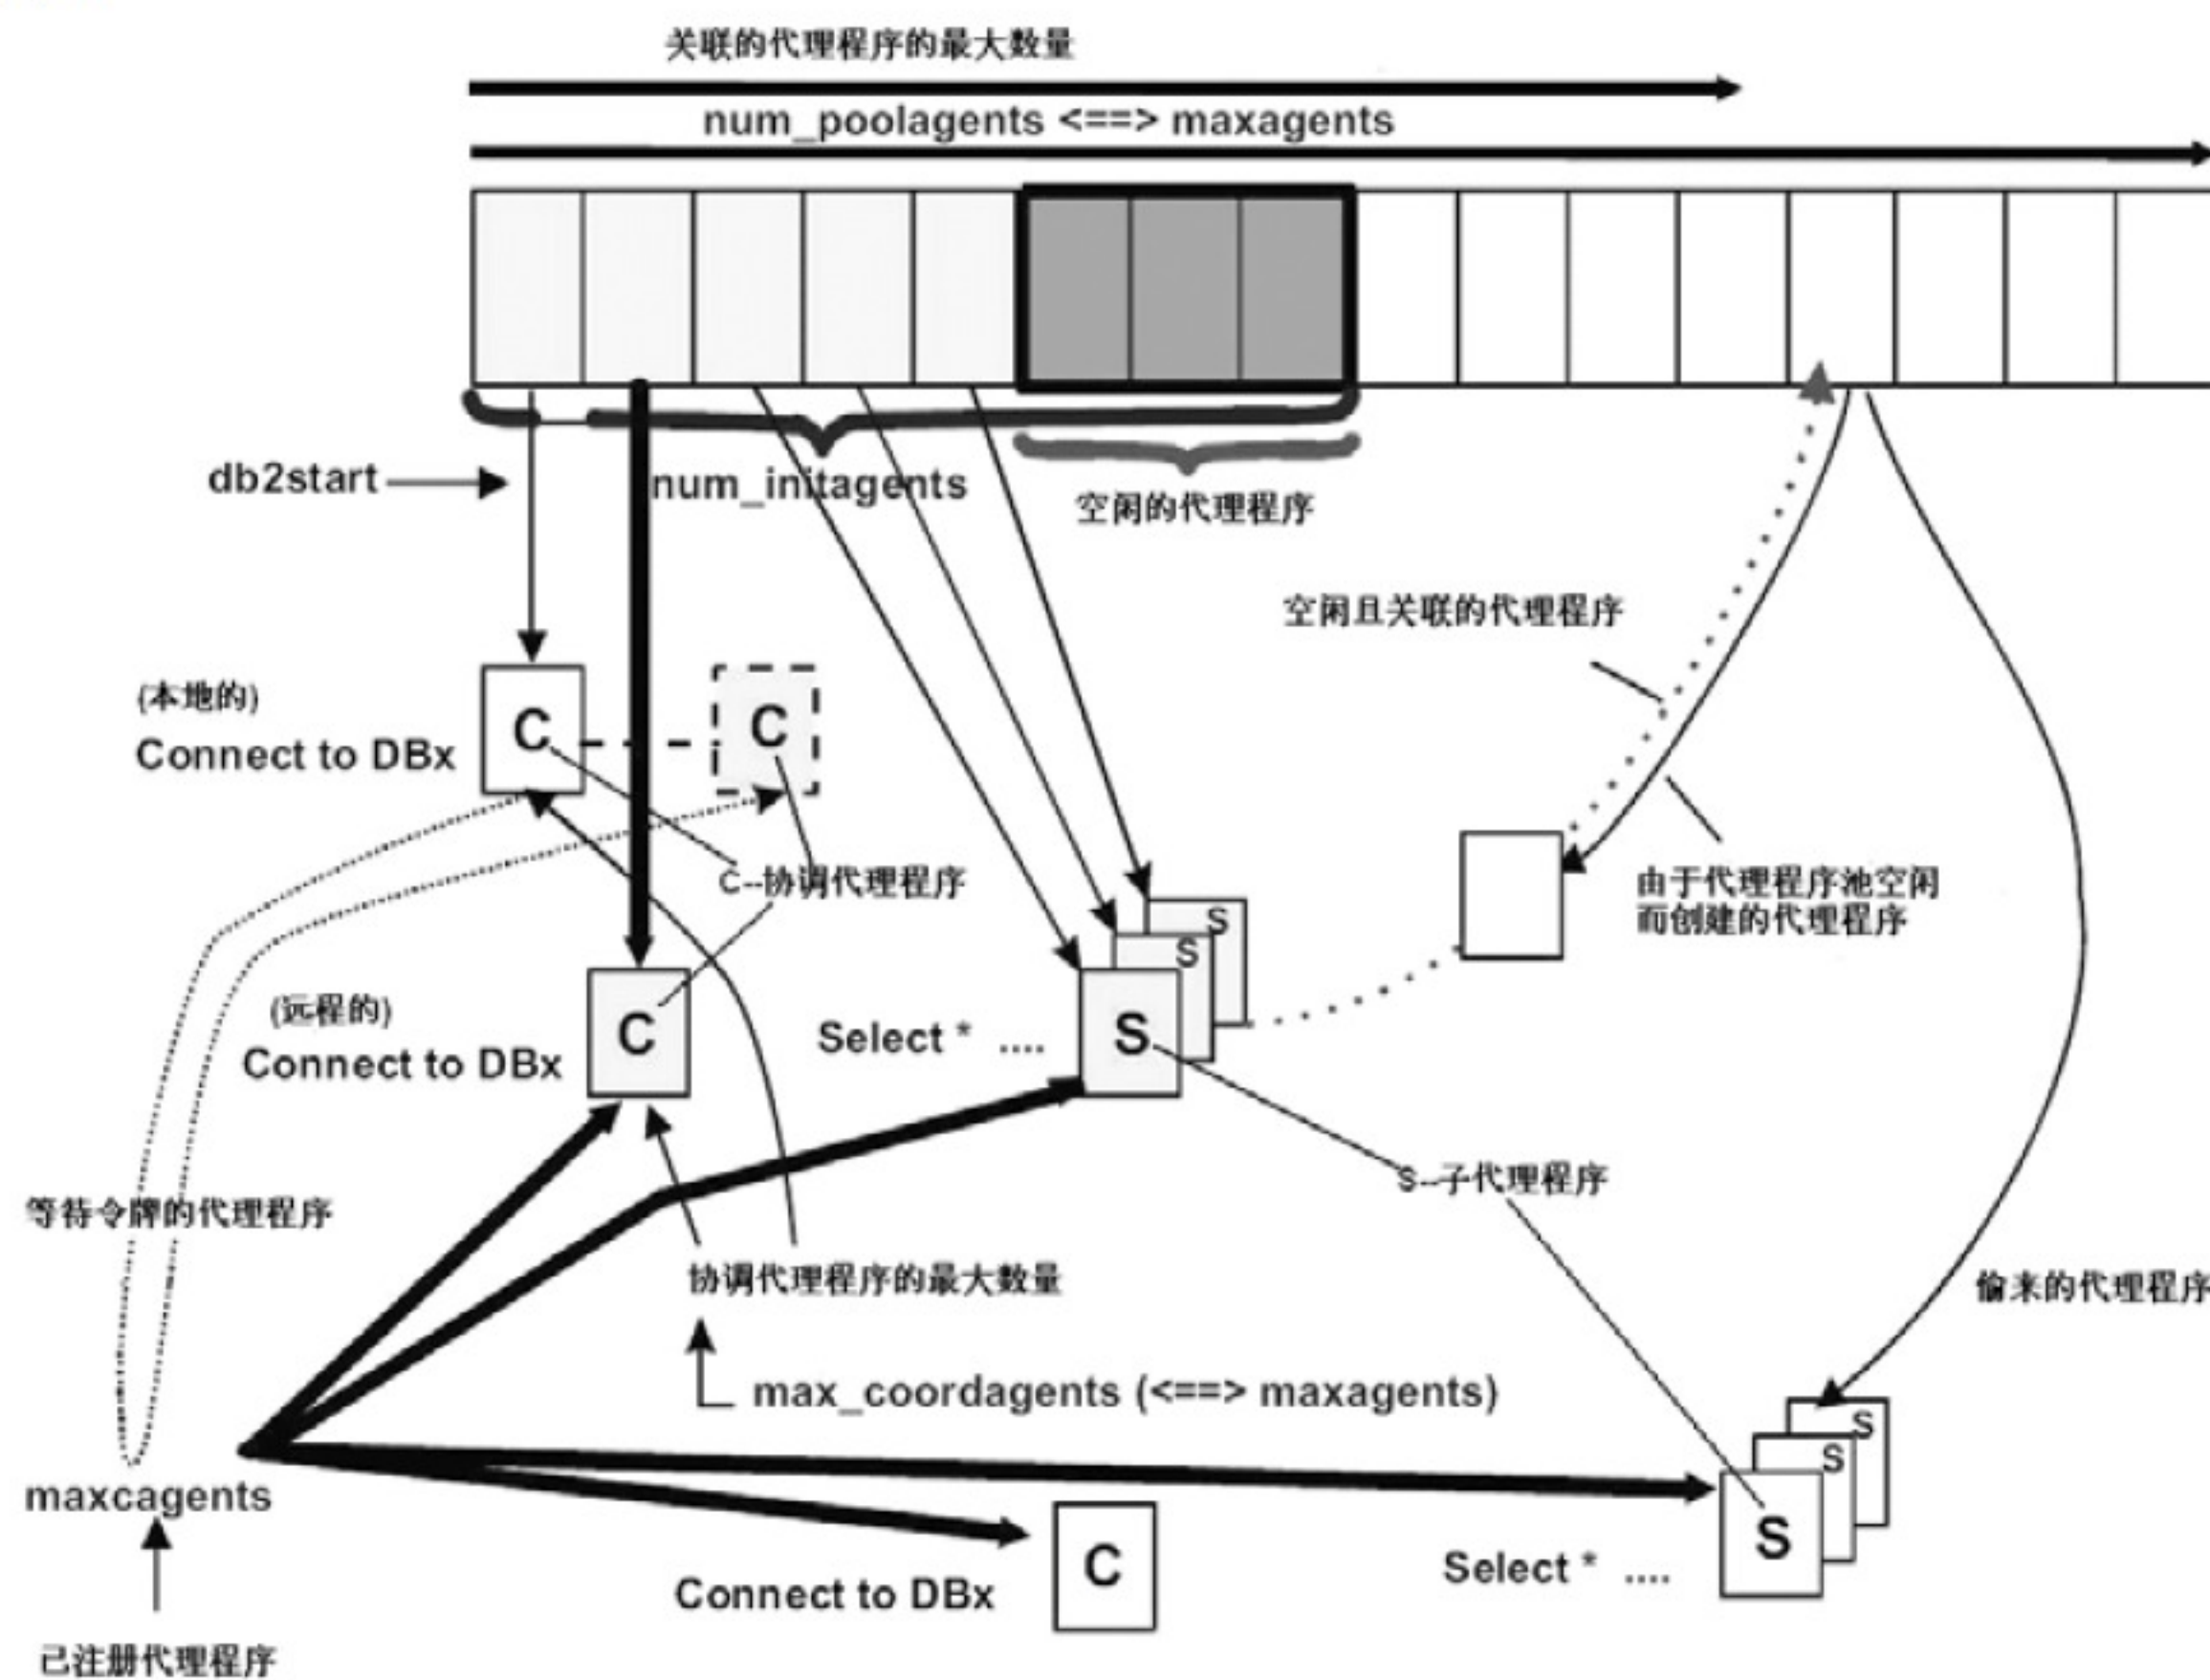 关联的代理程序的最大数量
num_poolagents <==> maxagents
db2start
num_initagents
空闲的代理程序
空闲且关联的代理程序
(本地的)
Connect to DBx
C
C
C--协调代理程序
由于代理程序池空闲
而创建的代理程序
(远程的)
Connect to DBx
C
Select * ....
S
S
S
S--子代理程序
等待令牌的代理程序
协调代理程序的最大数量
偷来的代理程序
max_coordagents (<==> maxagents)
maxcagents
已注册代理程序
Connect to DBx
C
Select * ....
S
S
S